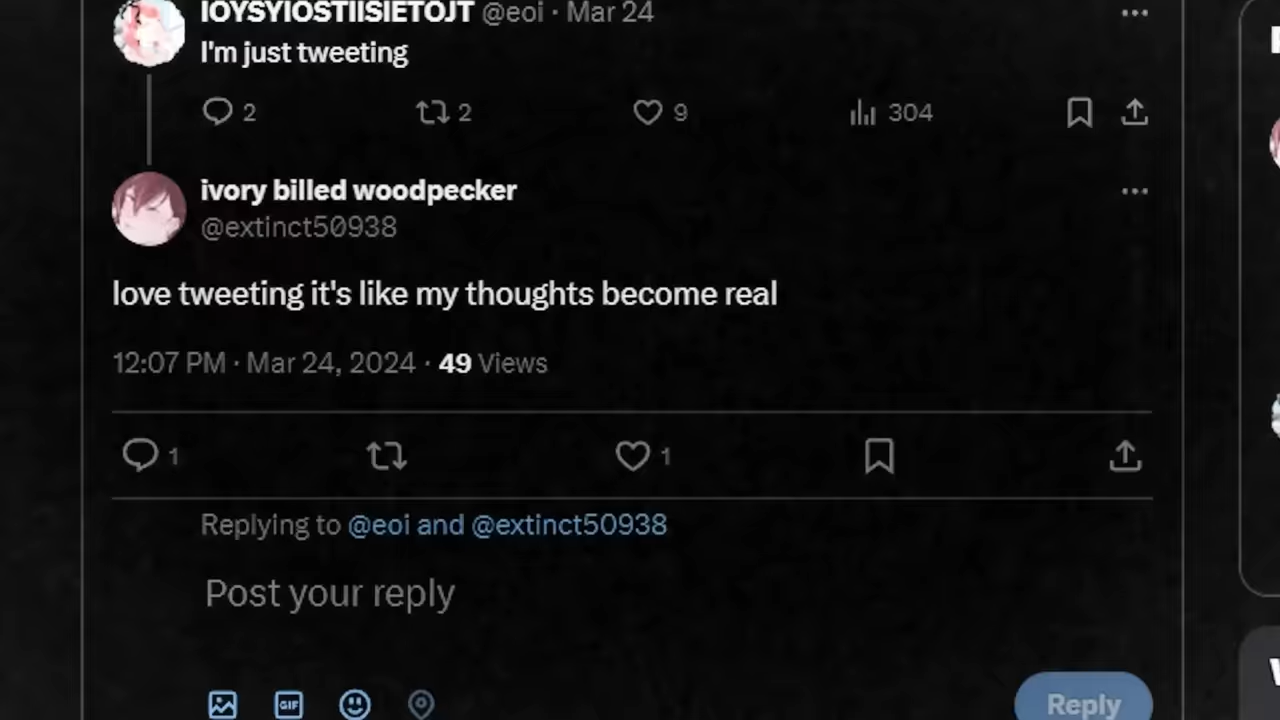 IOYSYIOSTIISIETOJT @eoi · Mar 24
I'm just tweeting
2 2 9 304
ivory billed woodpecker
@extinct50938
love tweeting it's like my thoughts become real
12:07 PM · Mar 24, 2024 · 49 Views
1 1
Replying to @eoi and @extinct50938
Post your reply
GIF
Reply